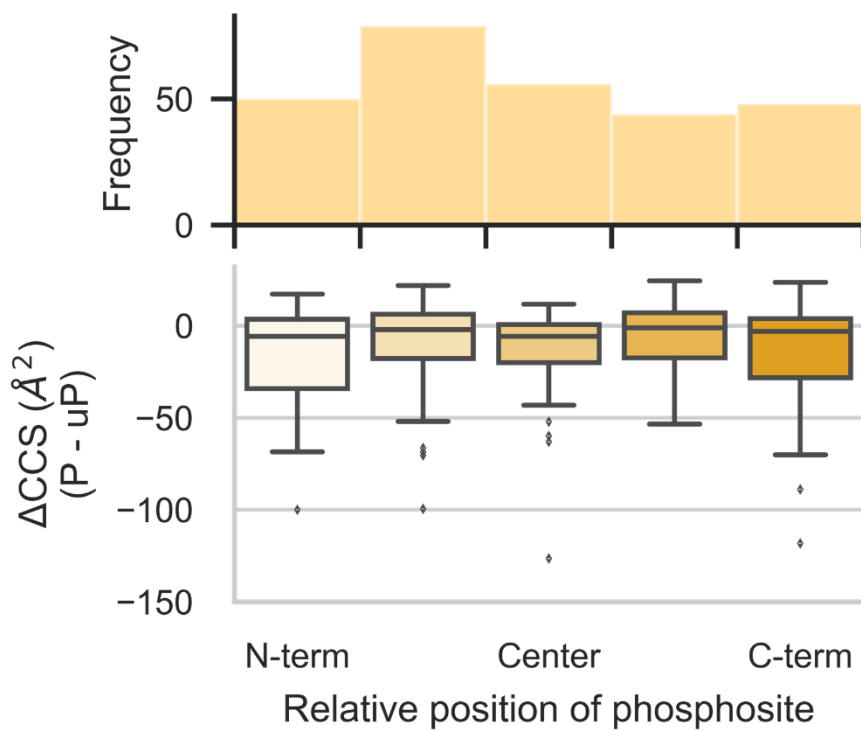 Frequency
50
0
ΔCCS (Å²)
(P - uP)
0
−50
−100
−150
N-term Center C-term
Relative position of phosphosite